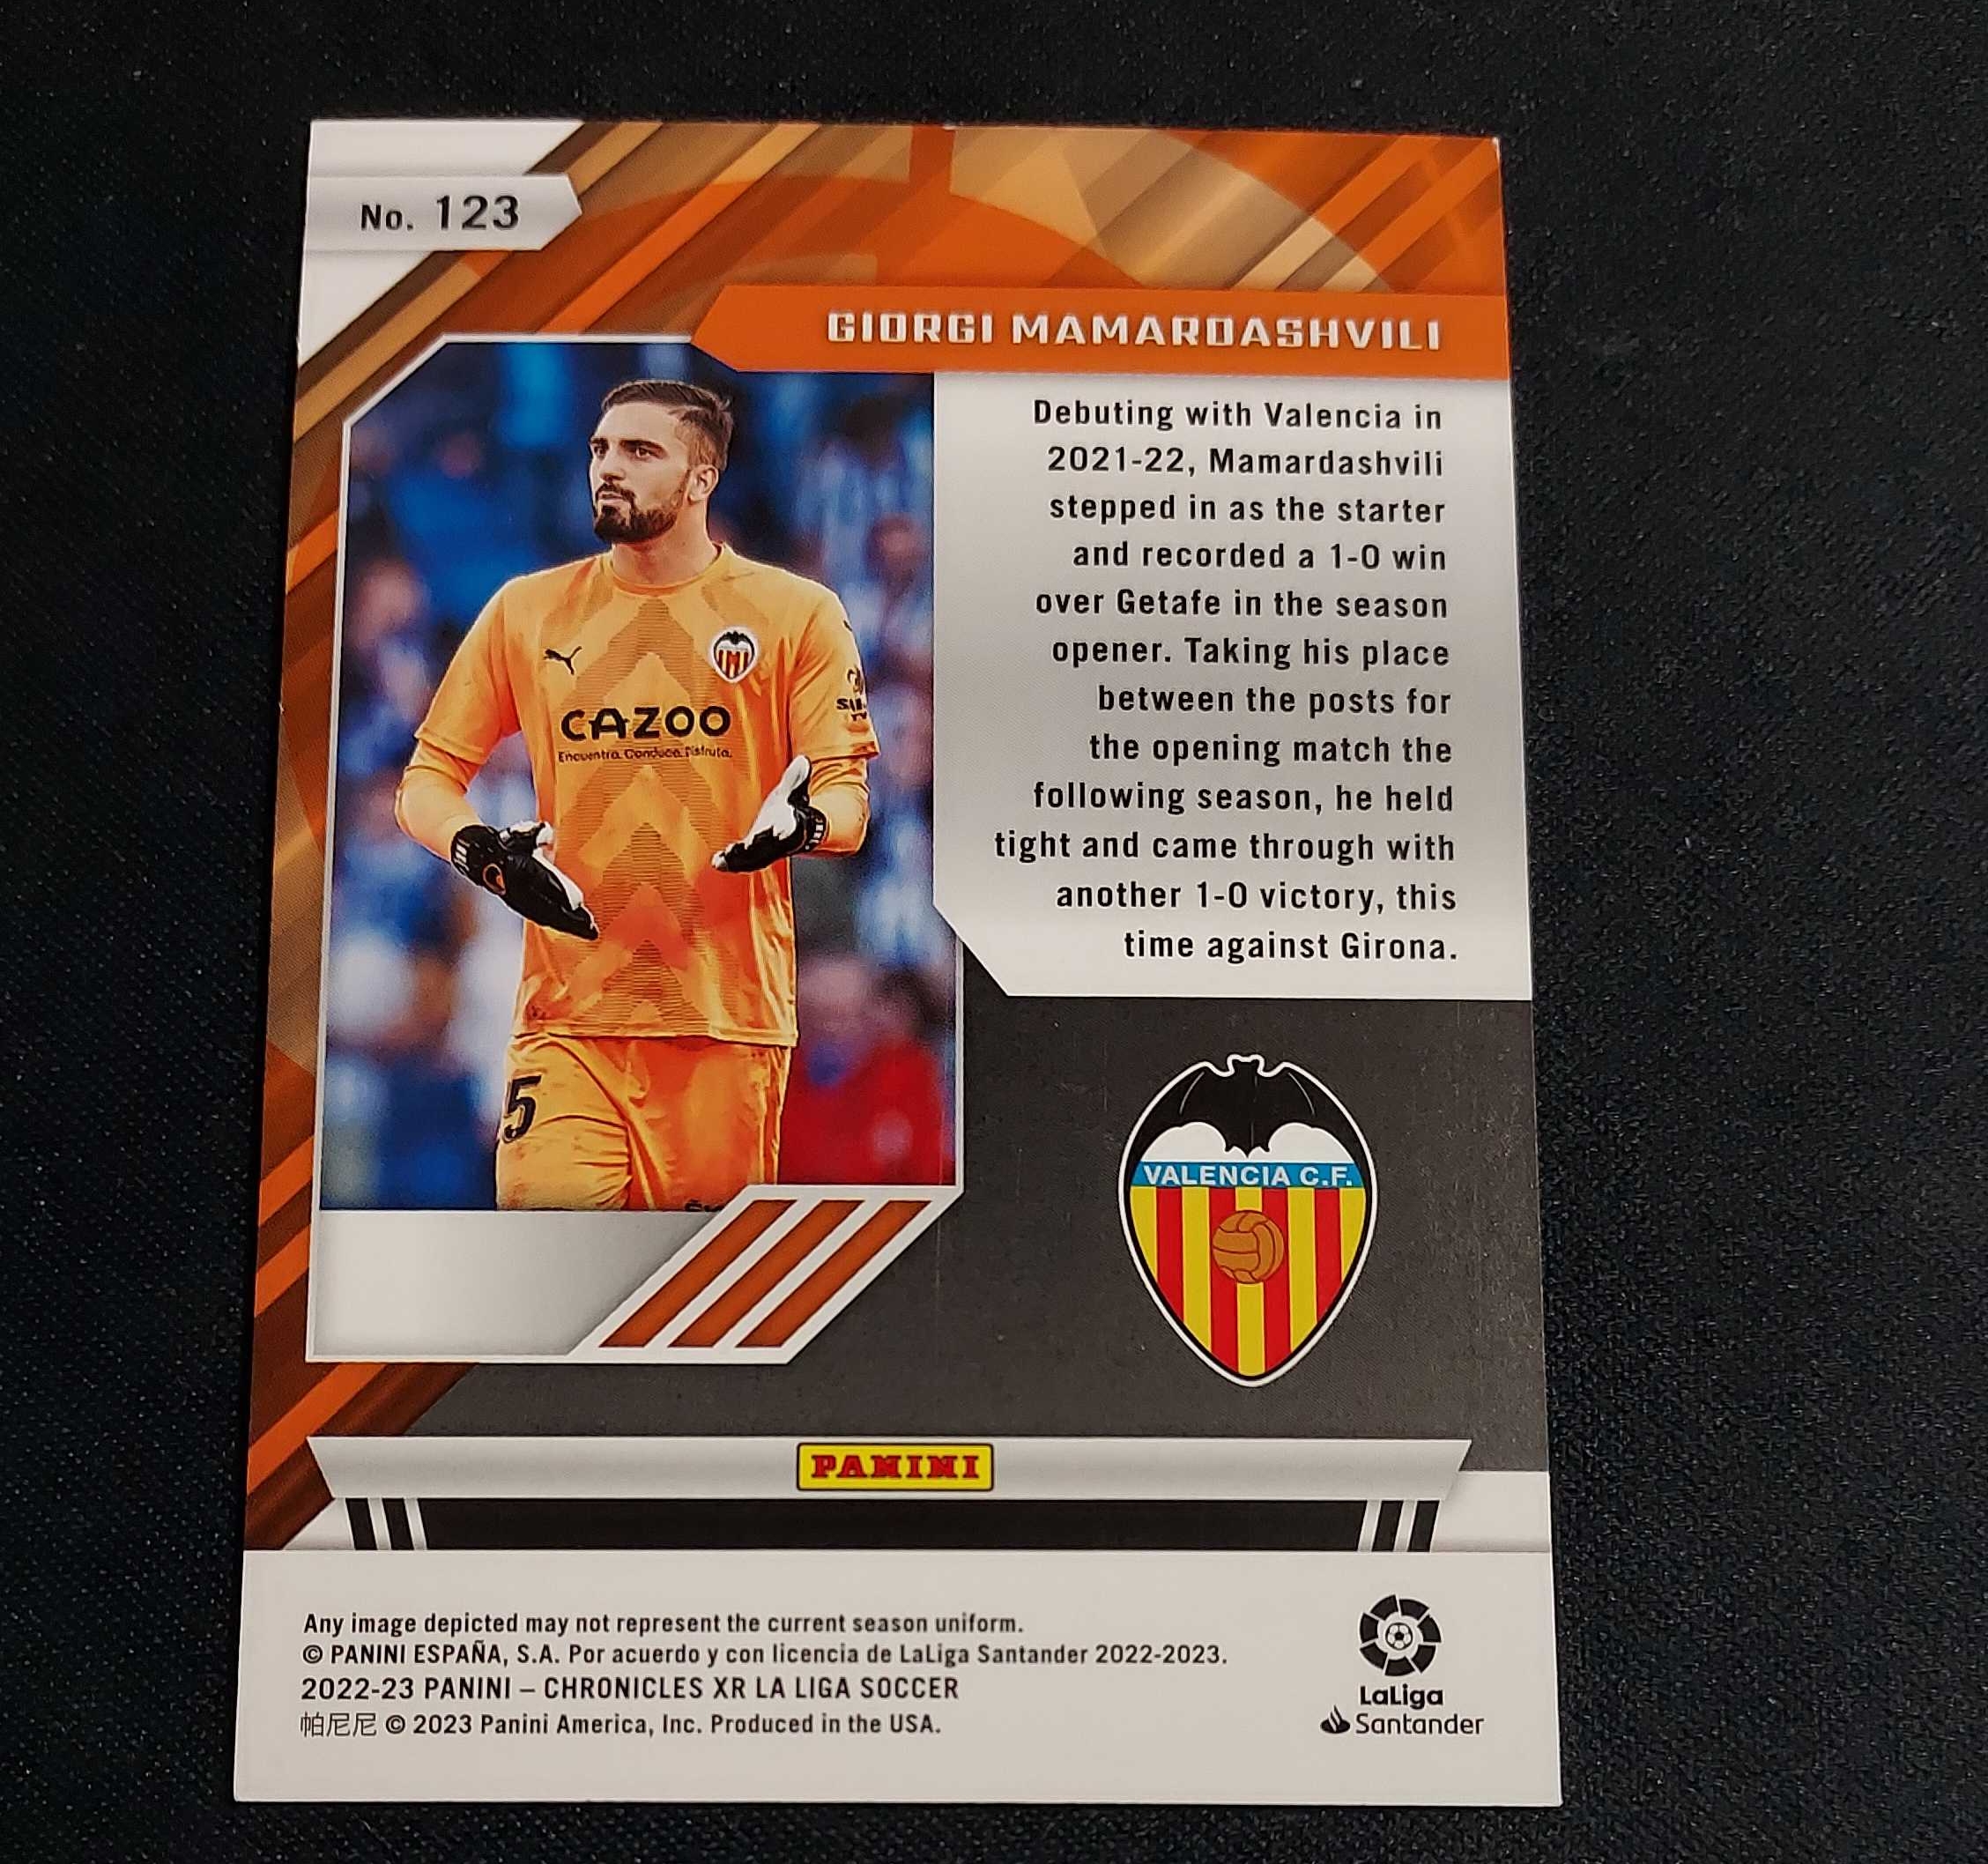 No. 123
GIORGI MAMARDASHVILI
Debuting with Valencia in
2021-22, Mamardashvili
stepped in as the starter
and recorded a 1-0 win
over Getafe in the season
opener. Taking his place
between the posts for
the opening match the
following season, he held
tight and came through with
another 1-0 victory, this
time against Girona.
CAZOO
Encuentra. Conduce. Disfruta.
5
VALENCIA C.F.
PANINI
Any image depicted may not represent the current season uniform.
© PANINI ESPAÑA, S.A. Por acuerdo y con licencia de LaLiga Santander 2022-2023.
2022-23 PANINI – CHRONICLES XR LA LIGA SOCCER
帕尼尼 © 2023 Panini America, Inc. Produced in the USA.
LaLiga
Santander